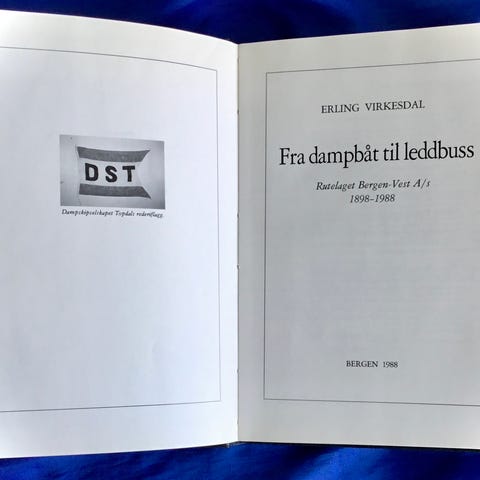 DST
Dampskipselskapet Topdals rederiflagg.
ERLING VIRKESDAL
Fra dampbåt til leddbuss
Rutelaget Bergen-Vest A/s
1898-1988
BERGEN 1988